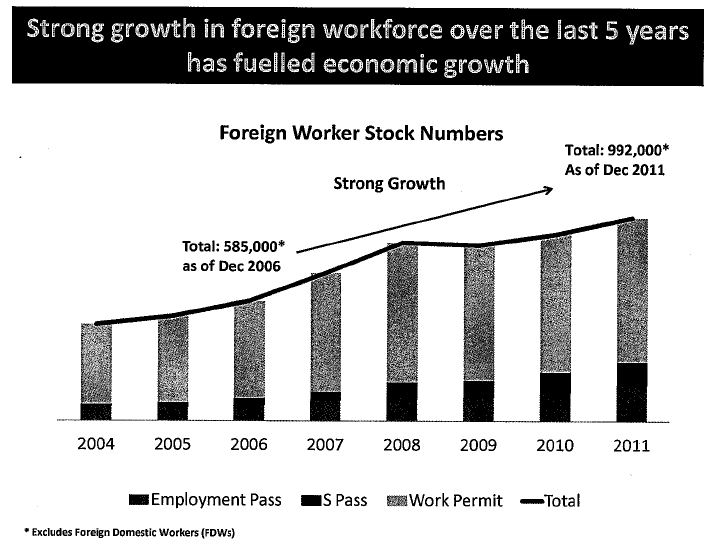 Strong growth in foreign workforce over the last 5 years
has fuelled economic growth
Foreign Worker Stock Numbers
Total: 992,000*
As of Dec 2011
Strong Growth
Total: 585,000*
as of Dec 2006
2004 2005 2006 2007 2008 2009 2010 2011
Employment Pass S Pass Work Permit Total
* Excludes Foreign Domestic Workers (FDWs)